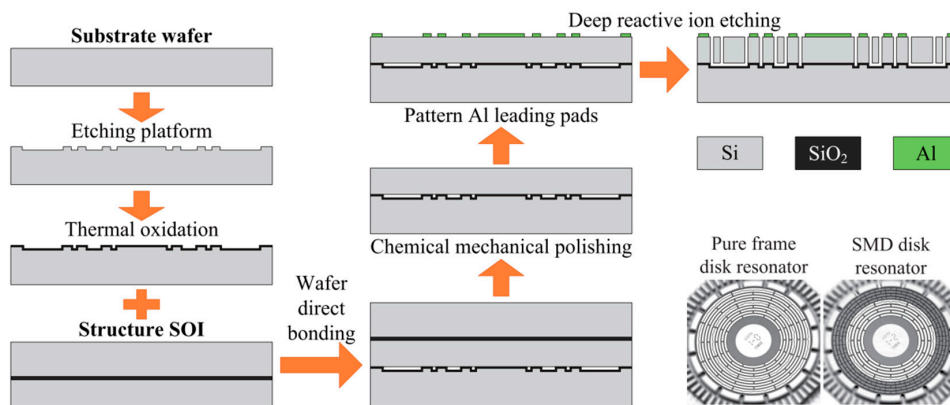 Substrate wafer
Etching platform
Thermal oxidation
Structure SOI
Wafer
direct
bonding
Chemical mechanical polishing
Pattern Al leading pads
Deep reactive ion etching
Si
SiO₂
Al
Pure frame
disk resonator
SMD disk
resonator